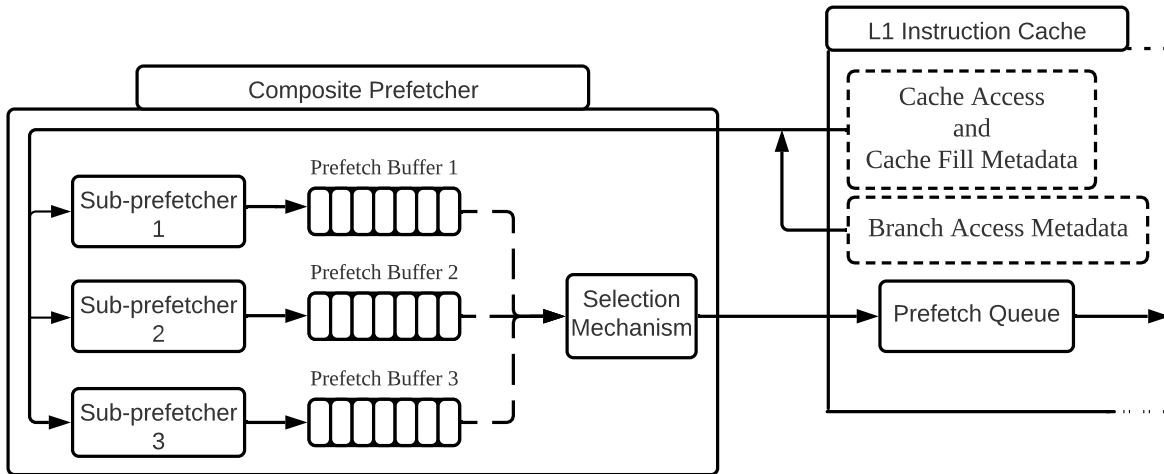 L1 Instruction Cache
Composite Prefetcher
Cache Access
and
Cache Fill Metadata
Branch Access Metadata
Prefetch Buffer 1
Sub-prefetcher
1
Prefetch Buffer 2
Sub-prefetcher
2
Selection
Mechanism
Prefetch Queue
Prefetch Buffer 3
Sub-prefetcher
3